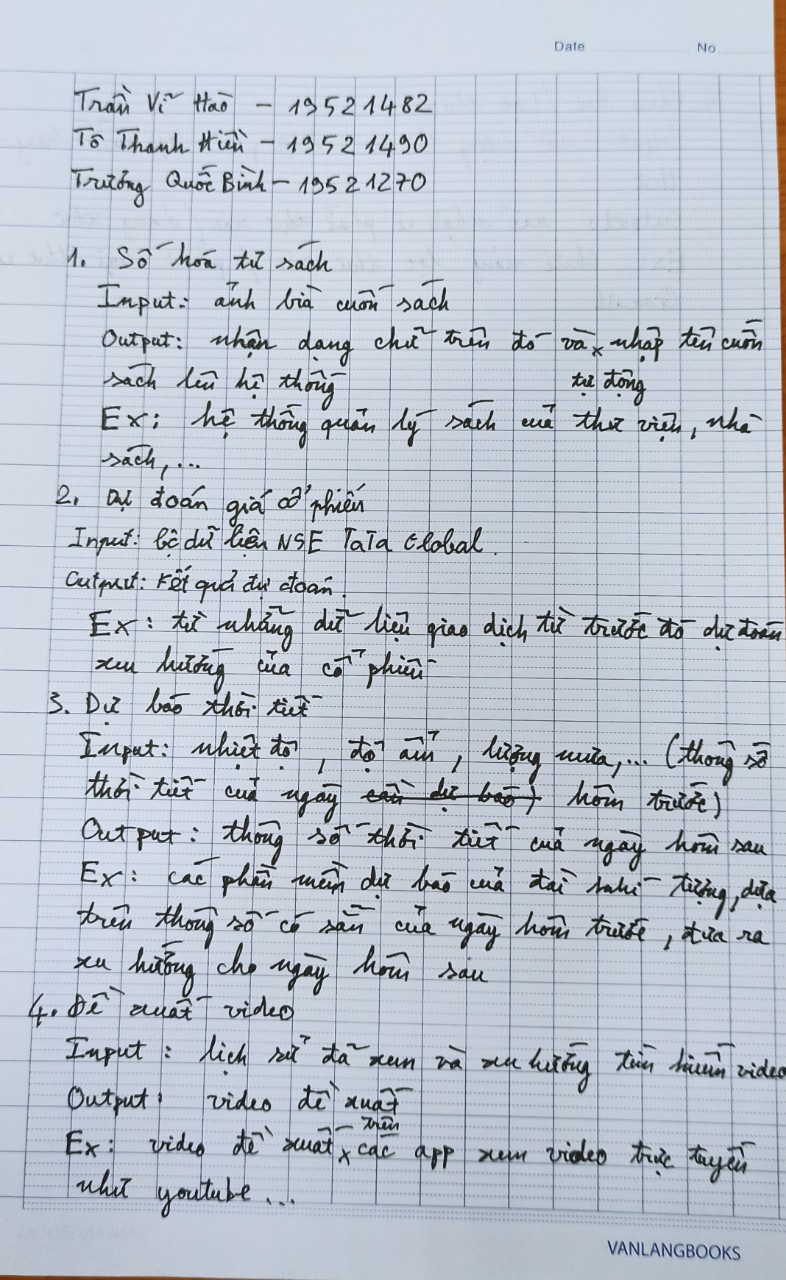 Date No
Trần Vĩ Hào - 19521482
Tô Thanh Hiền - 19521490
Trương Quốc Bình - 19521270
1. Số hóa tủ sách
Input: ảnh bìa cuốn sách
Output: nhận dạng chữ trên đó và x nhập tên cuốn
sách lên hệ thống tự động
Ex: hệ thống quản lý sách của thư viện, nhà
sách,...
2. Dự đoán giá cổ phiếu
Input: bộ dữ liệu NSE TaTa Global.
Output: Kết quả dự đoán.
Ex: từ những dữ liệu giao dịch từ trước đó dự đoán
xu hướng của cổ phiếu
3. Dự báo thời tiết
Input: nhiệt độ, độ ẩm, lượng mưa,... (thông số
thời tiết của ngày cần dự báo) hôm trước)
Output: thông số thời tiết của ngày hôm sau
Ex: các phần mềm dự báo của đài khí tượng, dựa
trên thông số có sẵn của ngày hôm trước, đưa ra
xu hướng cho ngày hôm sau
4. Đề xuất video
Input: lịch sử đã xem và xu hướng tìm kiếm video
Output: video đề xuất
trên
Ex: video đề xuất x các app xem video trực tuyến
như youtube...
VANLANGBOOKS